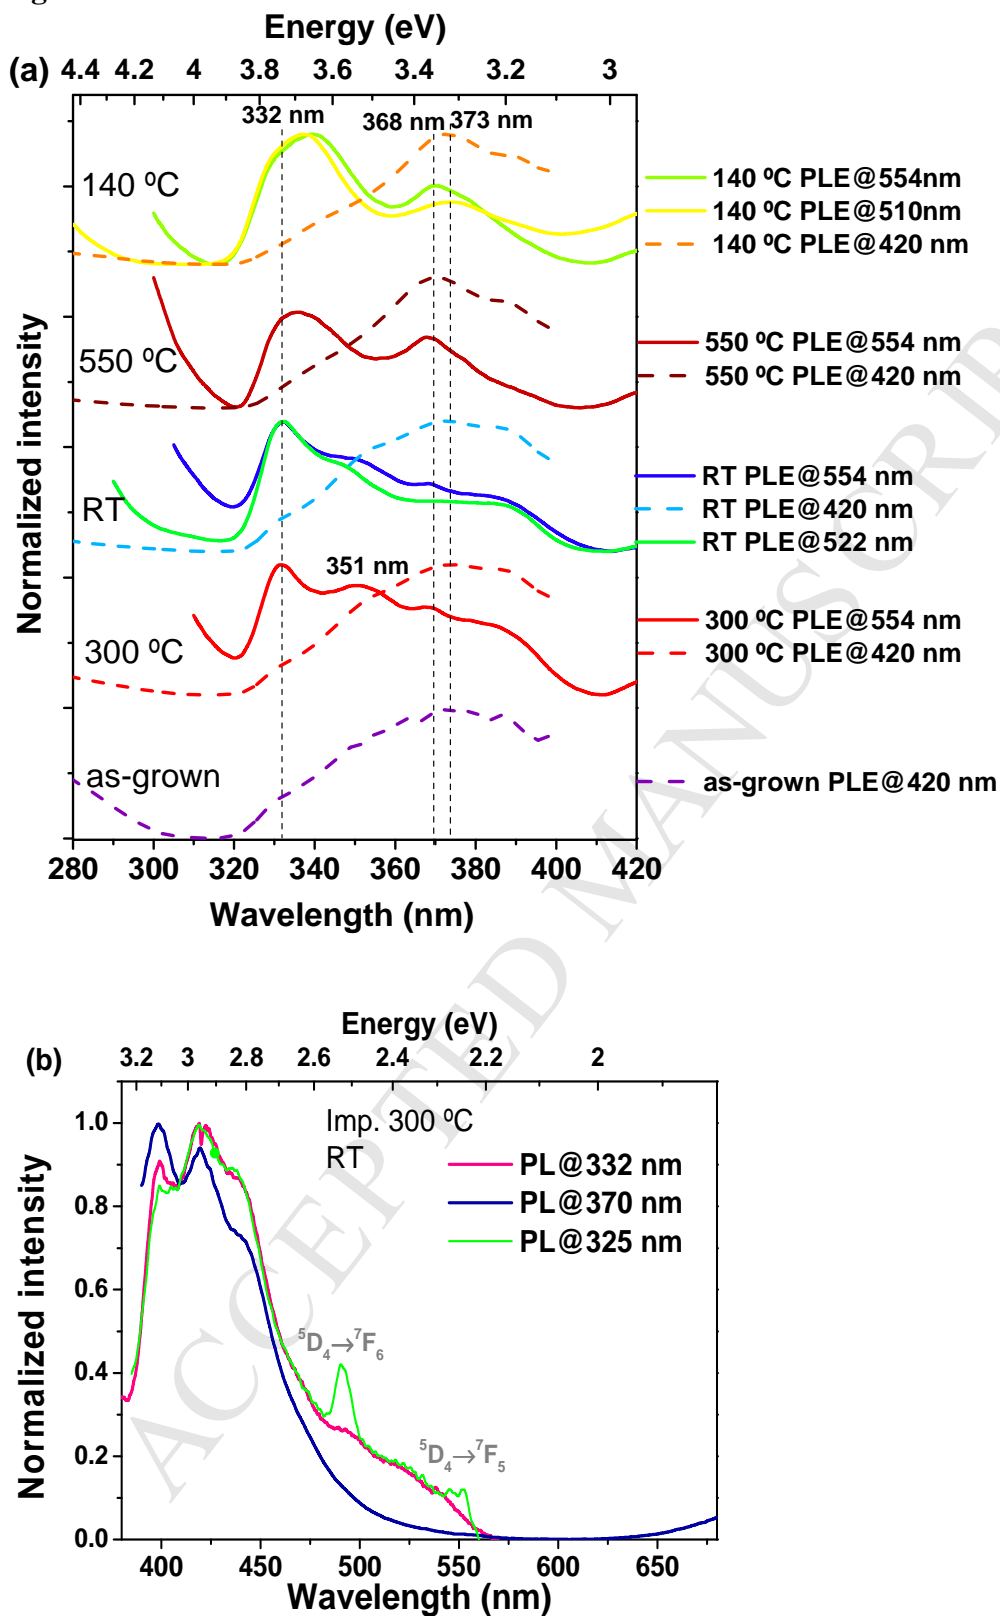 Energy (eV)
(a)
4.4 4.2 4 3.8 3.6 3.4 3.2 3
332 nm 368 nm 373 nm
140 ºC
550 ºC
RT
351 nm
300 ºC
as-grown
Normalized intensity
140 ºC PLE@554nm
140 ºC PLE@510nm
140 ºC PLE@420 nm
550 ºC PLE@554 nm
550 ºC PLE@420 nm
RT PLE@554 nm
RT PLE@420 nm
RT PLE@522 nm
300 ºC PLE@554 nm
300 ºC PLE@420 nm
as-grown PLE@420 nm
280 300 320 340 360 380 400 420
Wavelength (nm)
Energy (eV)
(b)
3.2 3 2.8 2.6 2.4 2.2 2
Imp. 300 ºC
RT
PL@332 nm
PL@370 nm
PL@325 nm
⁵D₄→⁷F₆
⁵D₄→⁷F₅
1.0
0.8
0.6
0.4
0.2
0.0
Normalized intensity
400 450 500 550 600 650
Wavelength (nm)
ACCEPTED MANUSCRIP